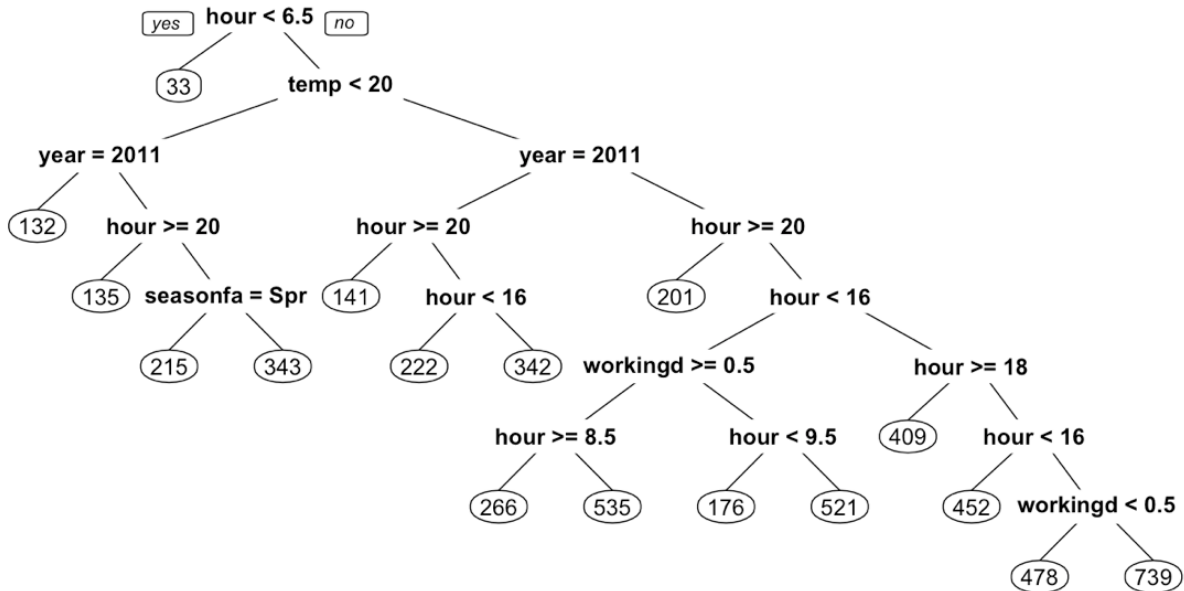 yes hour < 6.5 no
33 temp < 20
year = 2011 year = 2011
132 hour >= 20 hour >= 20 hour >= 20
135 seasonfa = Spr 141 hour < 16 201 hour < 16
215 343 222 342 workingd >= 0.5 hour >= 18
hour >= 8.5 hour < 9.5 409 hour < 16
266 535 176 521 452 workingd < 0.5
478 739